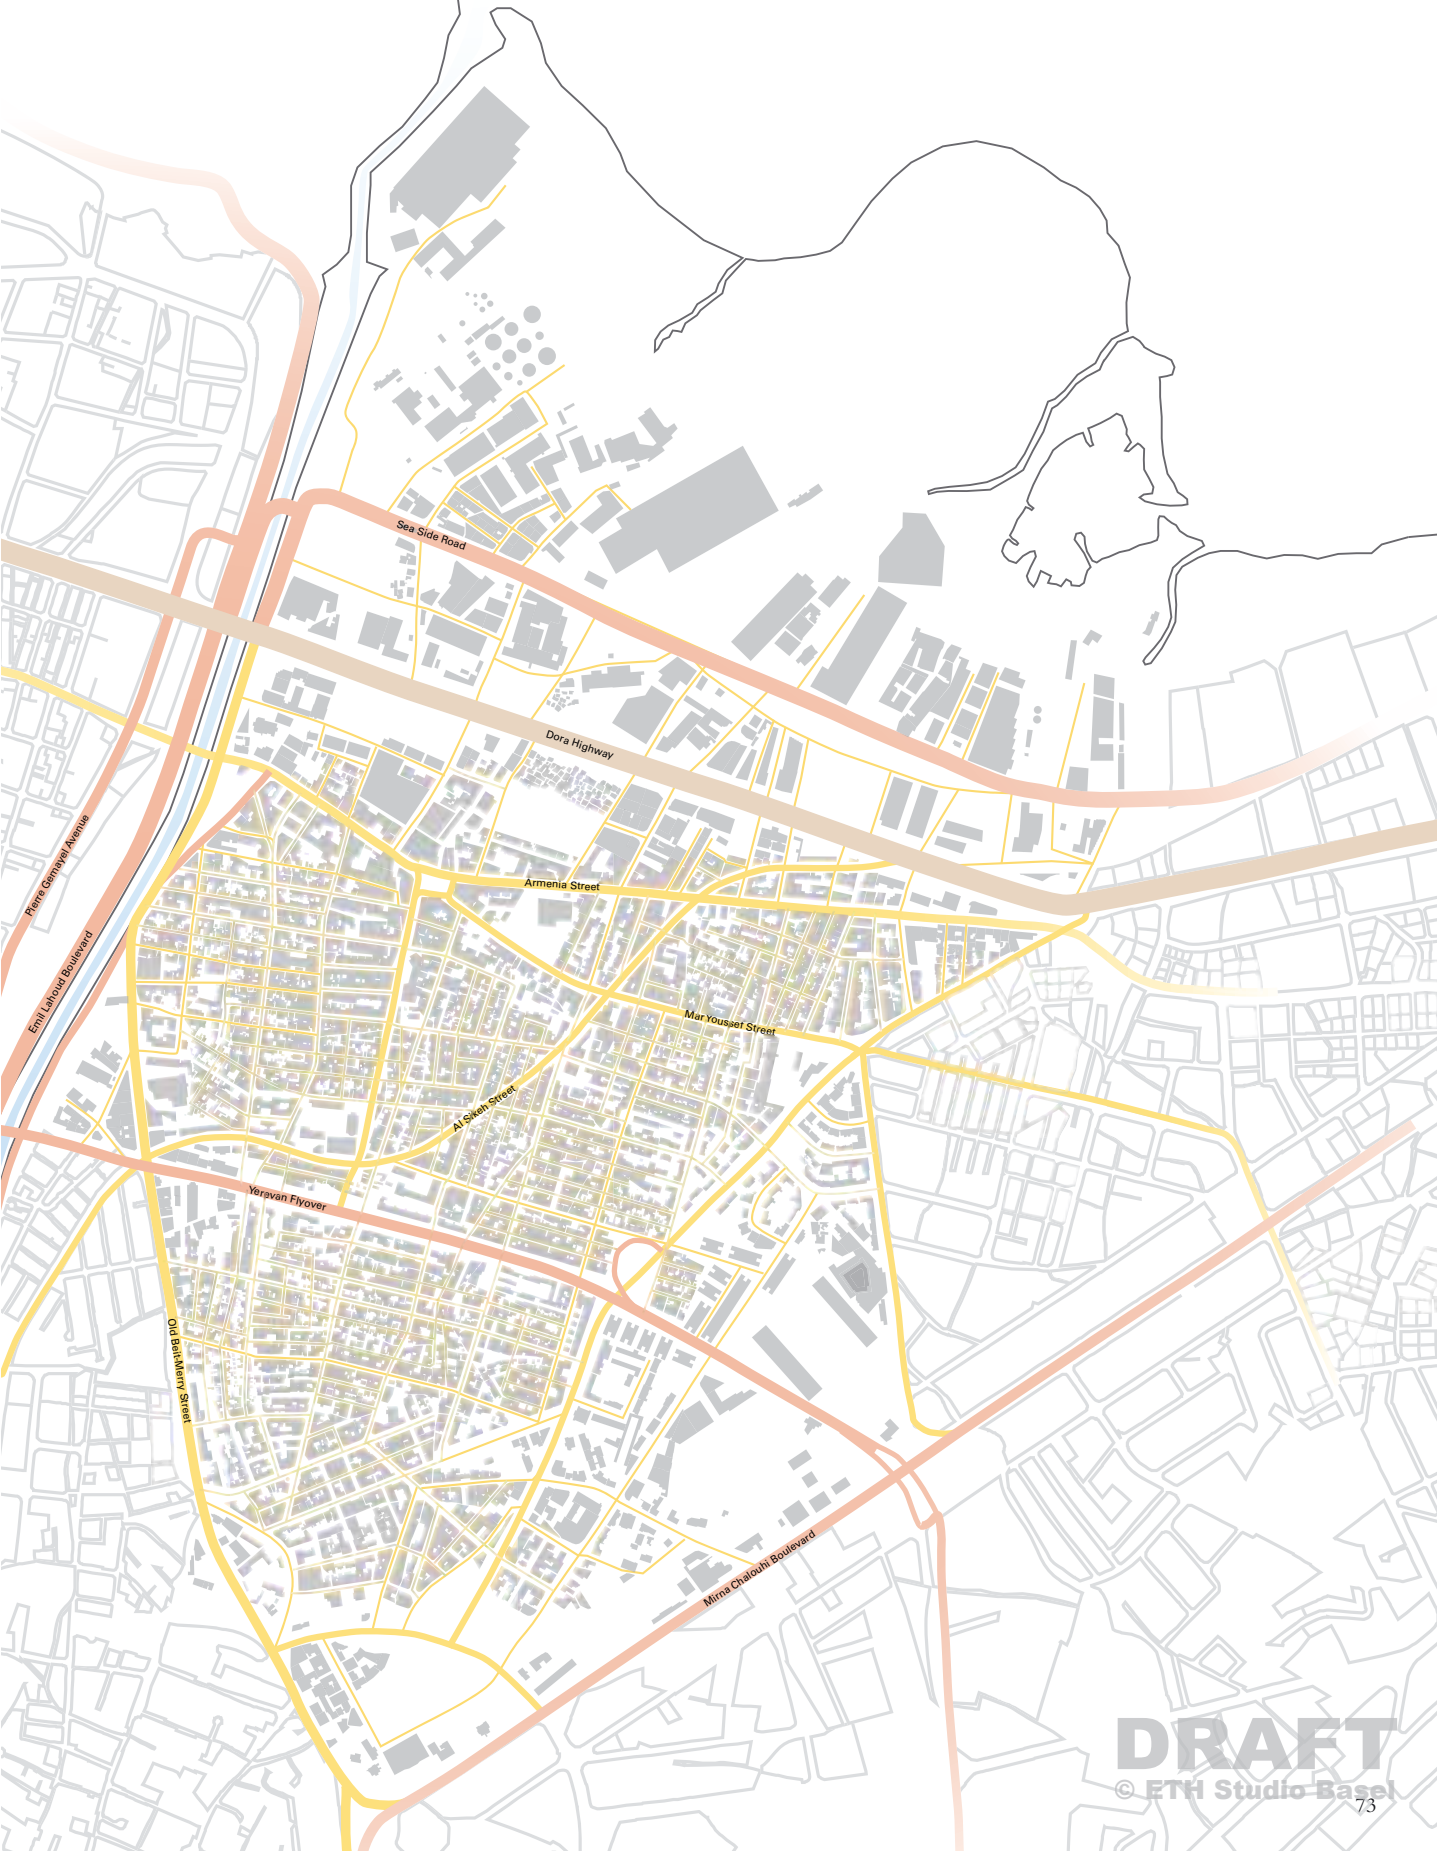 Sea Side Road
Dora Highway
Pierre Gemayel Avenue
Armenia Street
Emil Lahoud Boulevard
Mar Youssef Street
Al Sikeh Street
Yerevan Flyover
Old Beit-Merry Street
Mirna Chalouhi Boulevard
DRAFT
© ETH Studio Basel
73